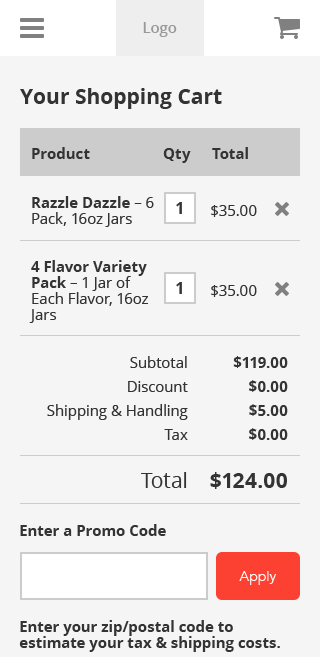 Logo
Your Shopping Cart
Product Qty Total
Razzle Dazzle – 6
Pack, 16oz Jars
1 $35.00
4 Flavor Variety
Pack – 1 Jar of
Each Flavor, 16oz
Jars
1 $35.00
Subtotal $119.00
Discount $0.00
Shipping & Handling $5.00
Tax $0.00
Total $124.00
Enter a Promo Code
Apply
Enter your zip/postal code to
estimate your tax & shipping costs.